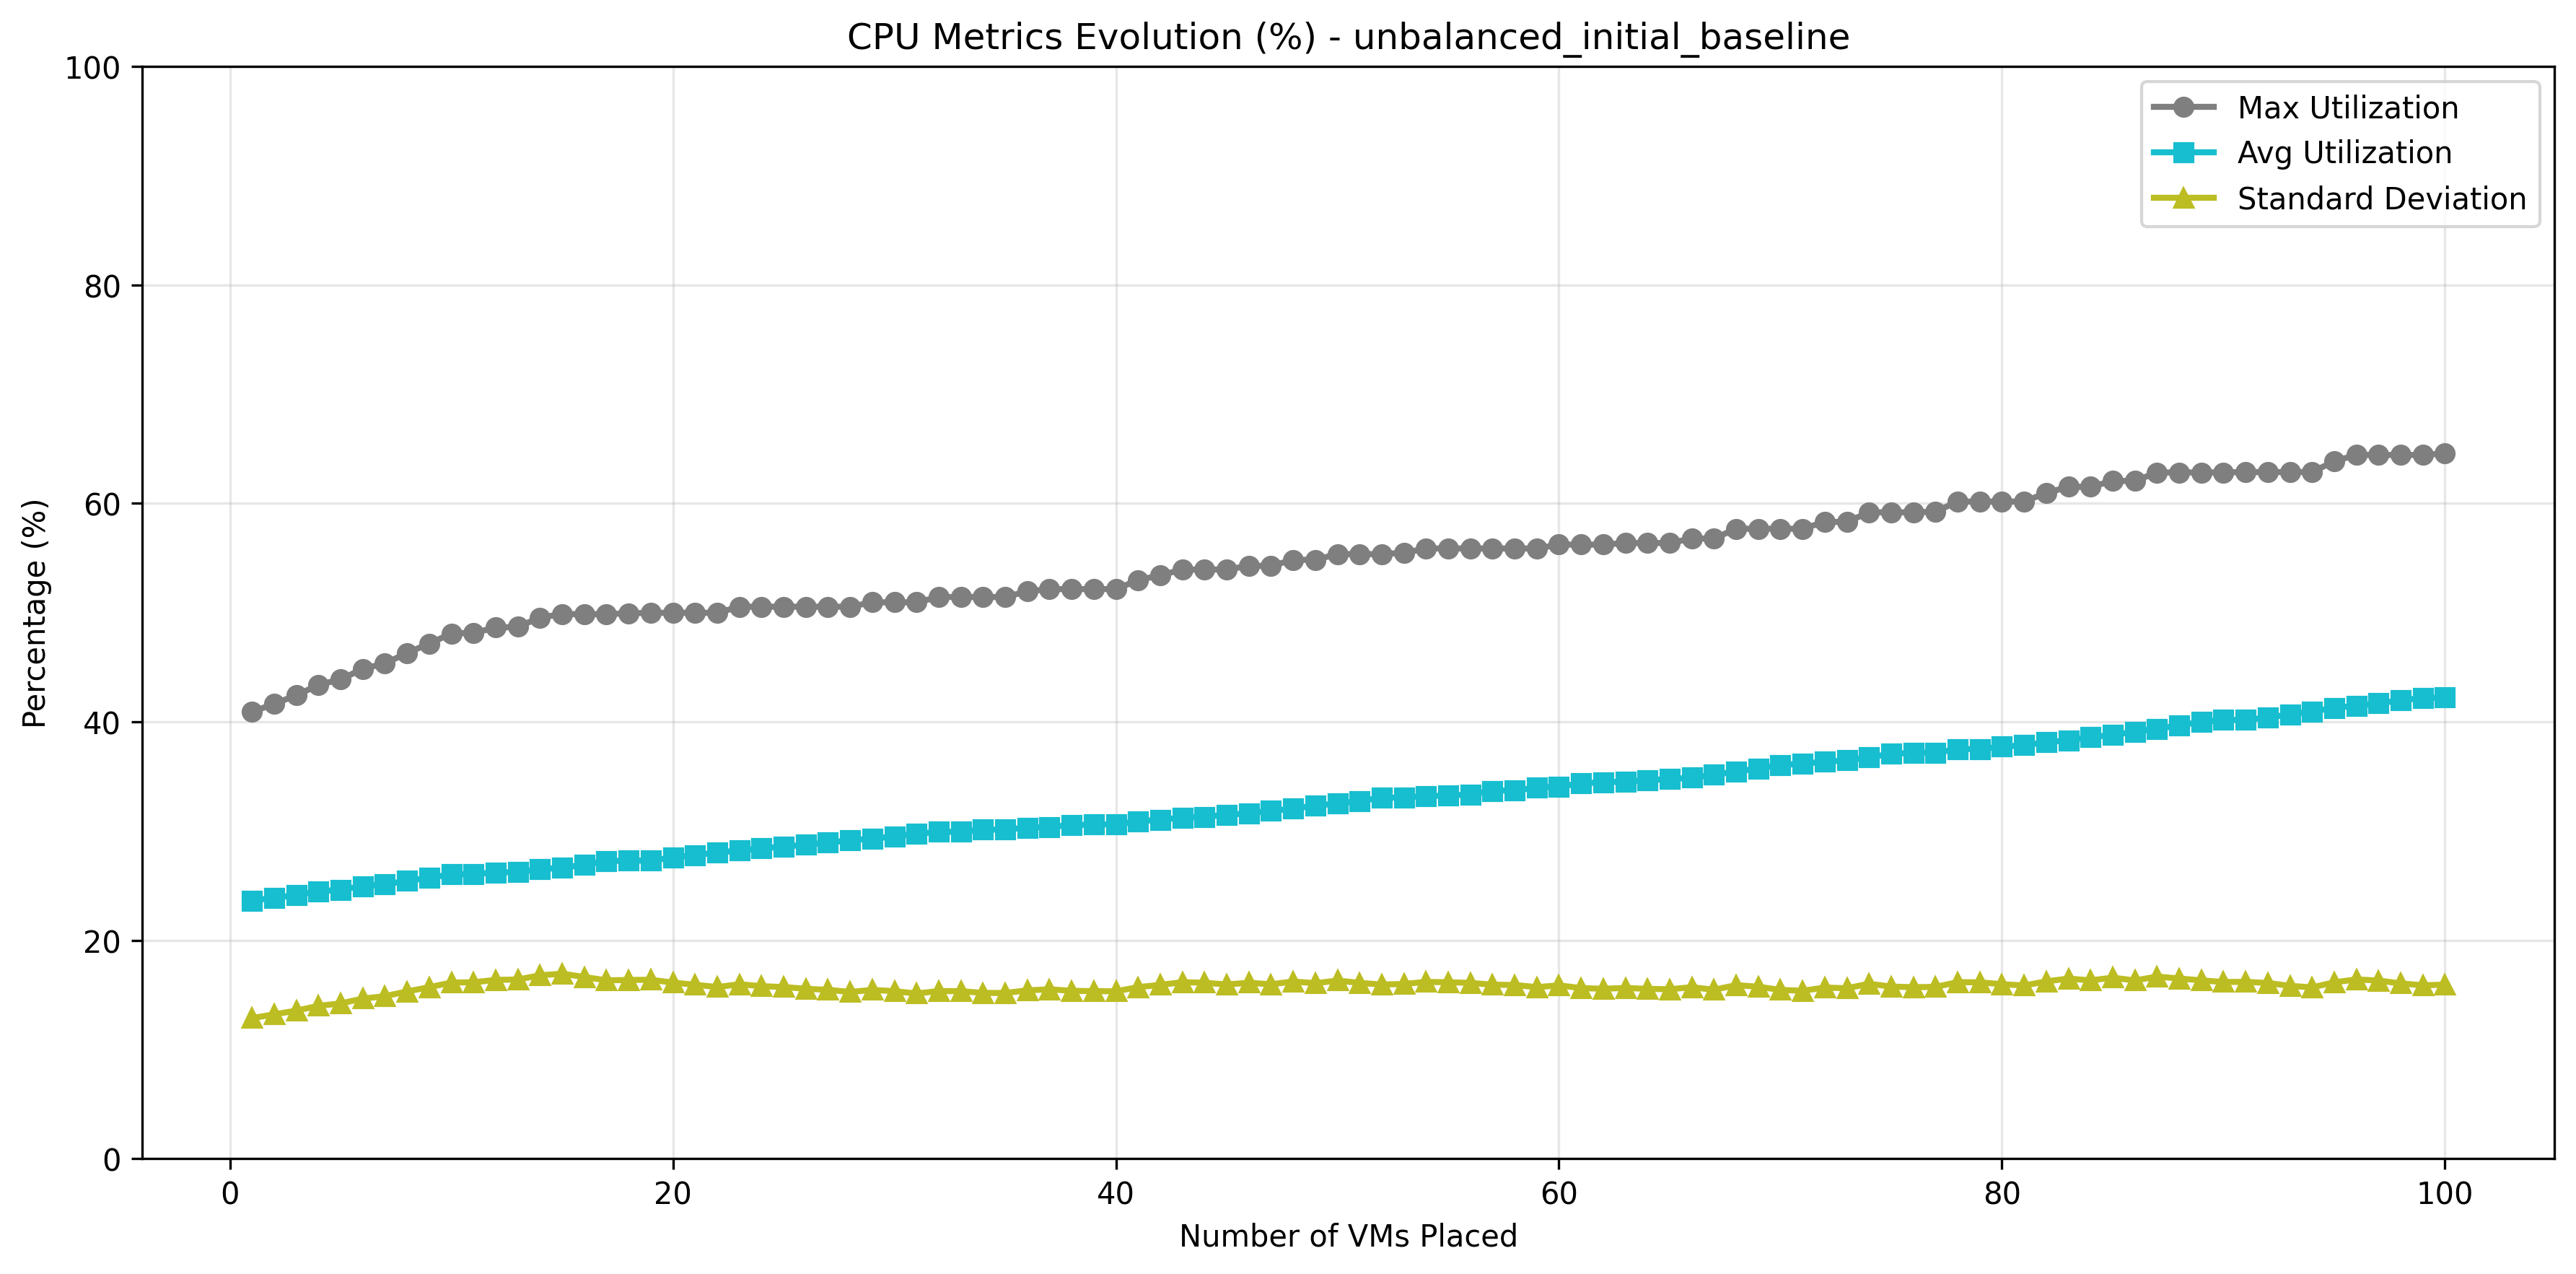 CPU Metrics Evolution (%) - unbalanced_initial_baseline
100
80
60
40
20
0
Percentage (%)
Max Utilization
Avg Utilization
Standard Deviation
0 20 40 60 80 100
Number of VMs Placed